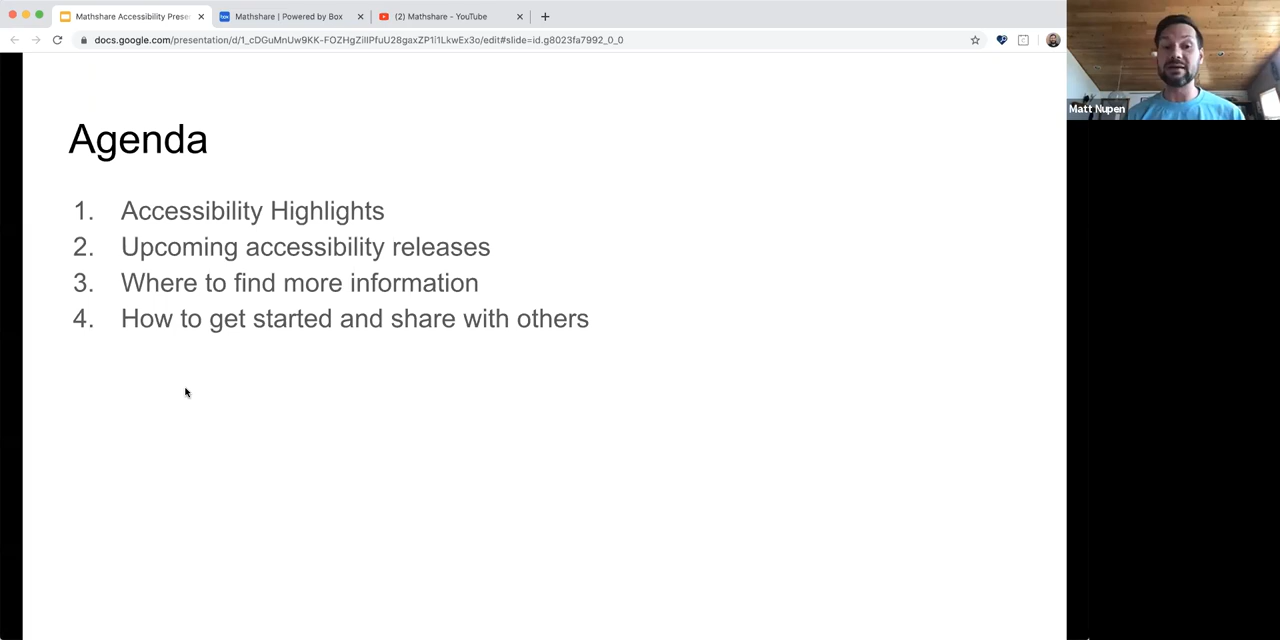 Mathshare Accessibility Prese
Mathshare | Powered by Box
(2) Mathshare - YouTube
docs.google.com/presentation/d/1_cDGuMnUw9KK-FOZHgZiIlPfuU28gaxZP1i1LkwEx3o/edit#slide=id.g8023fa7992_0_0
Matt Nupen
Agenda
1. Accessibility Highlights
2. Upcoming accessibility releases
3. Where to find more information
4. How to get started and share with others